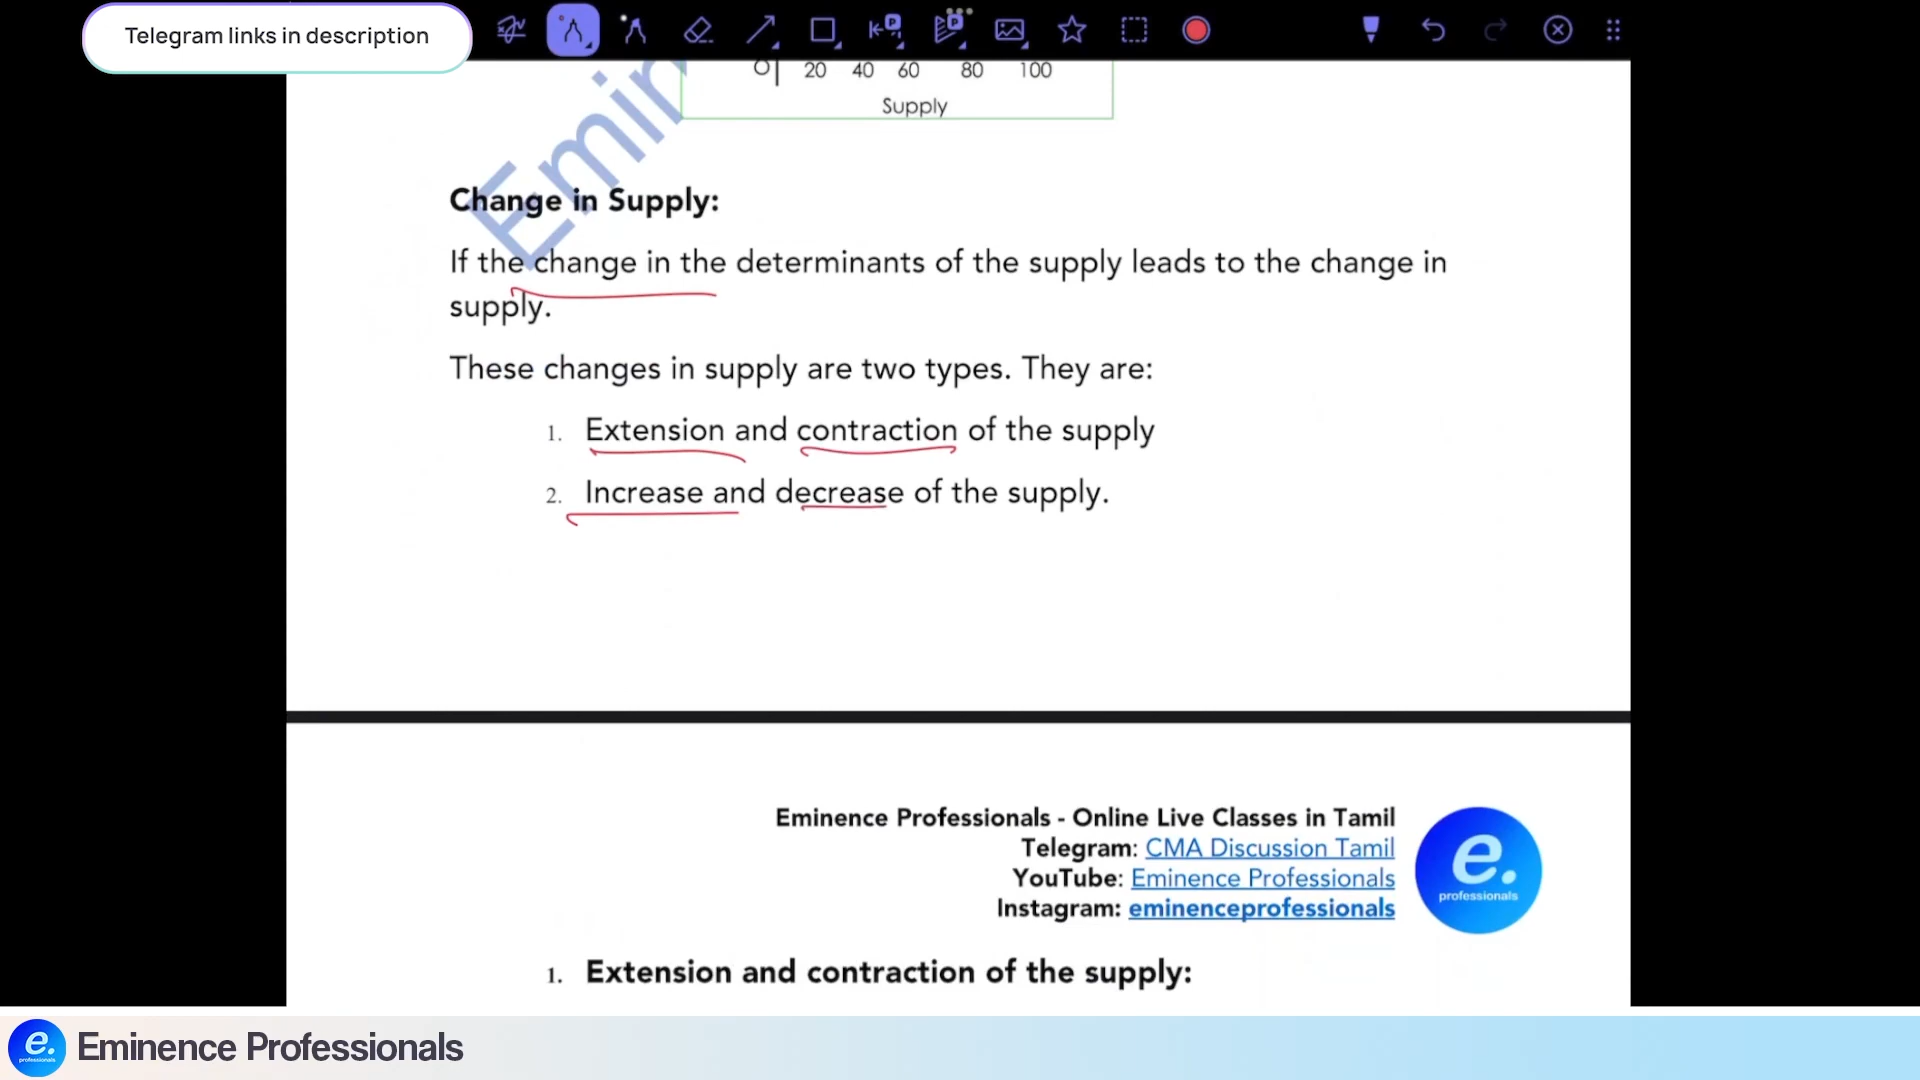 Telegram links in description
O 20 40 60 80 100
Supply
Emin
Change in Supply:
If the change in the determinants of the supply leads to the change in
supply.
These changes in supply are two types. They are:
1. Extension and contraction of the supply
2. Increase and decrease of the supply.
Eminence Professionals - Online Live Classes in Tamil
Telegram: CMA Discussion Tamil
YouTube: Eminence Professionals
Instagram: eminenceprofessionals
e.
professionals
1. Extension and contraction of the supply:
e.
professionals
Eminence Professionals